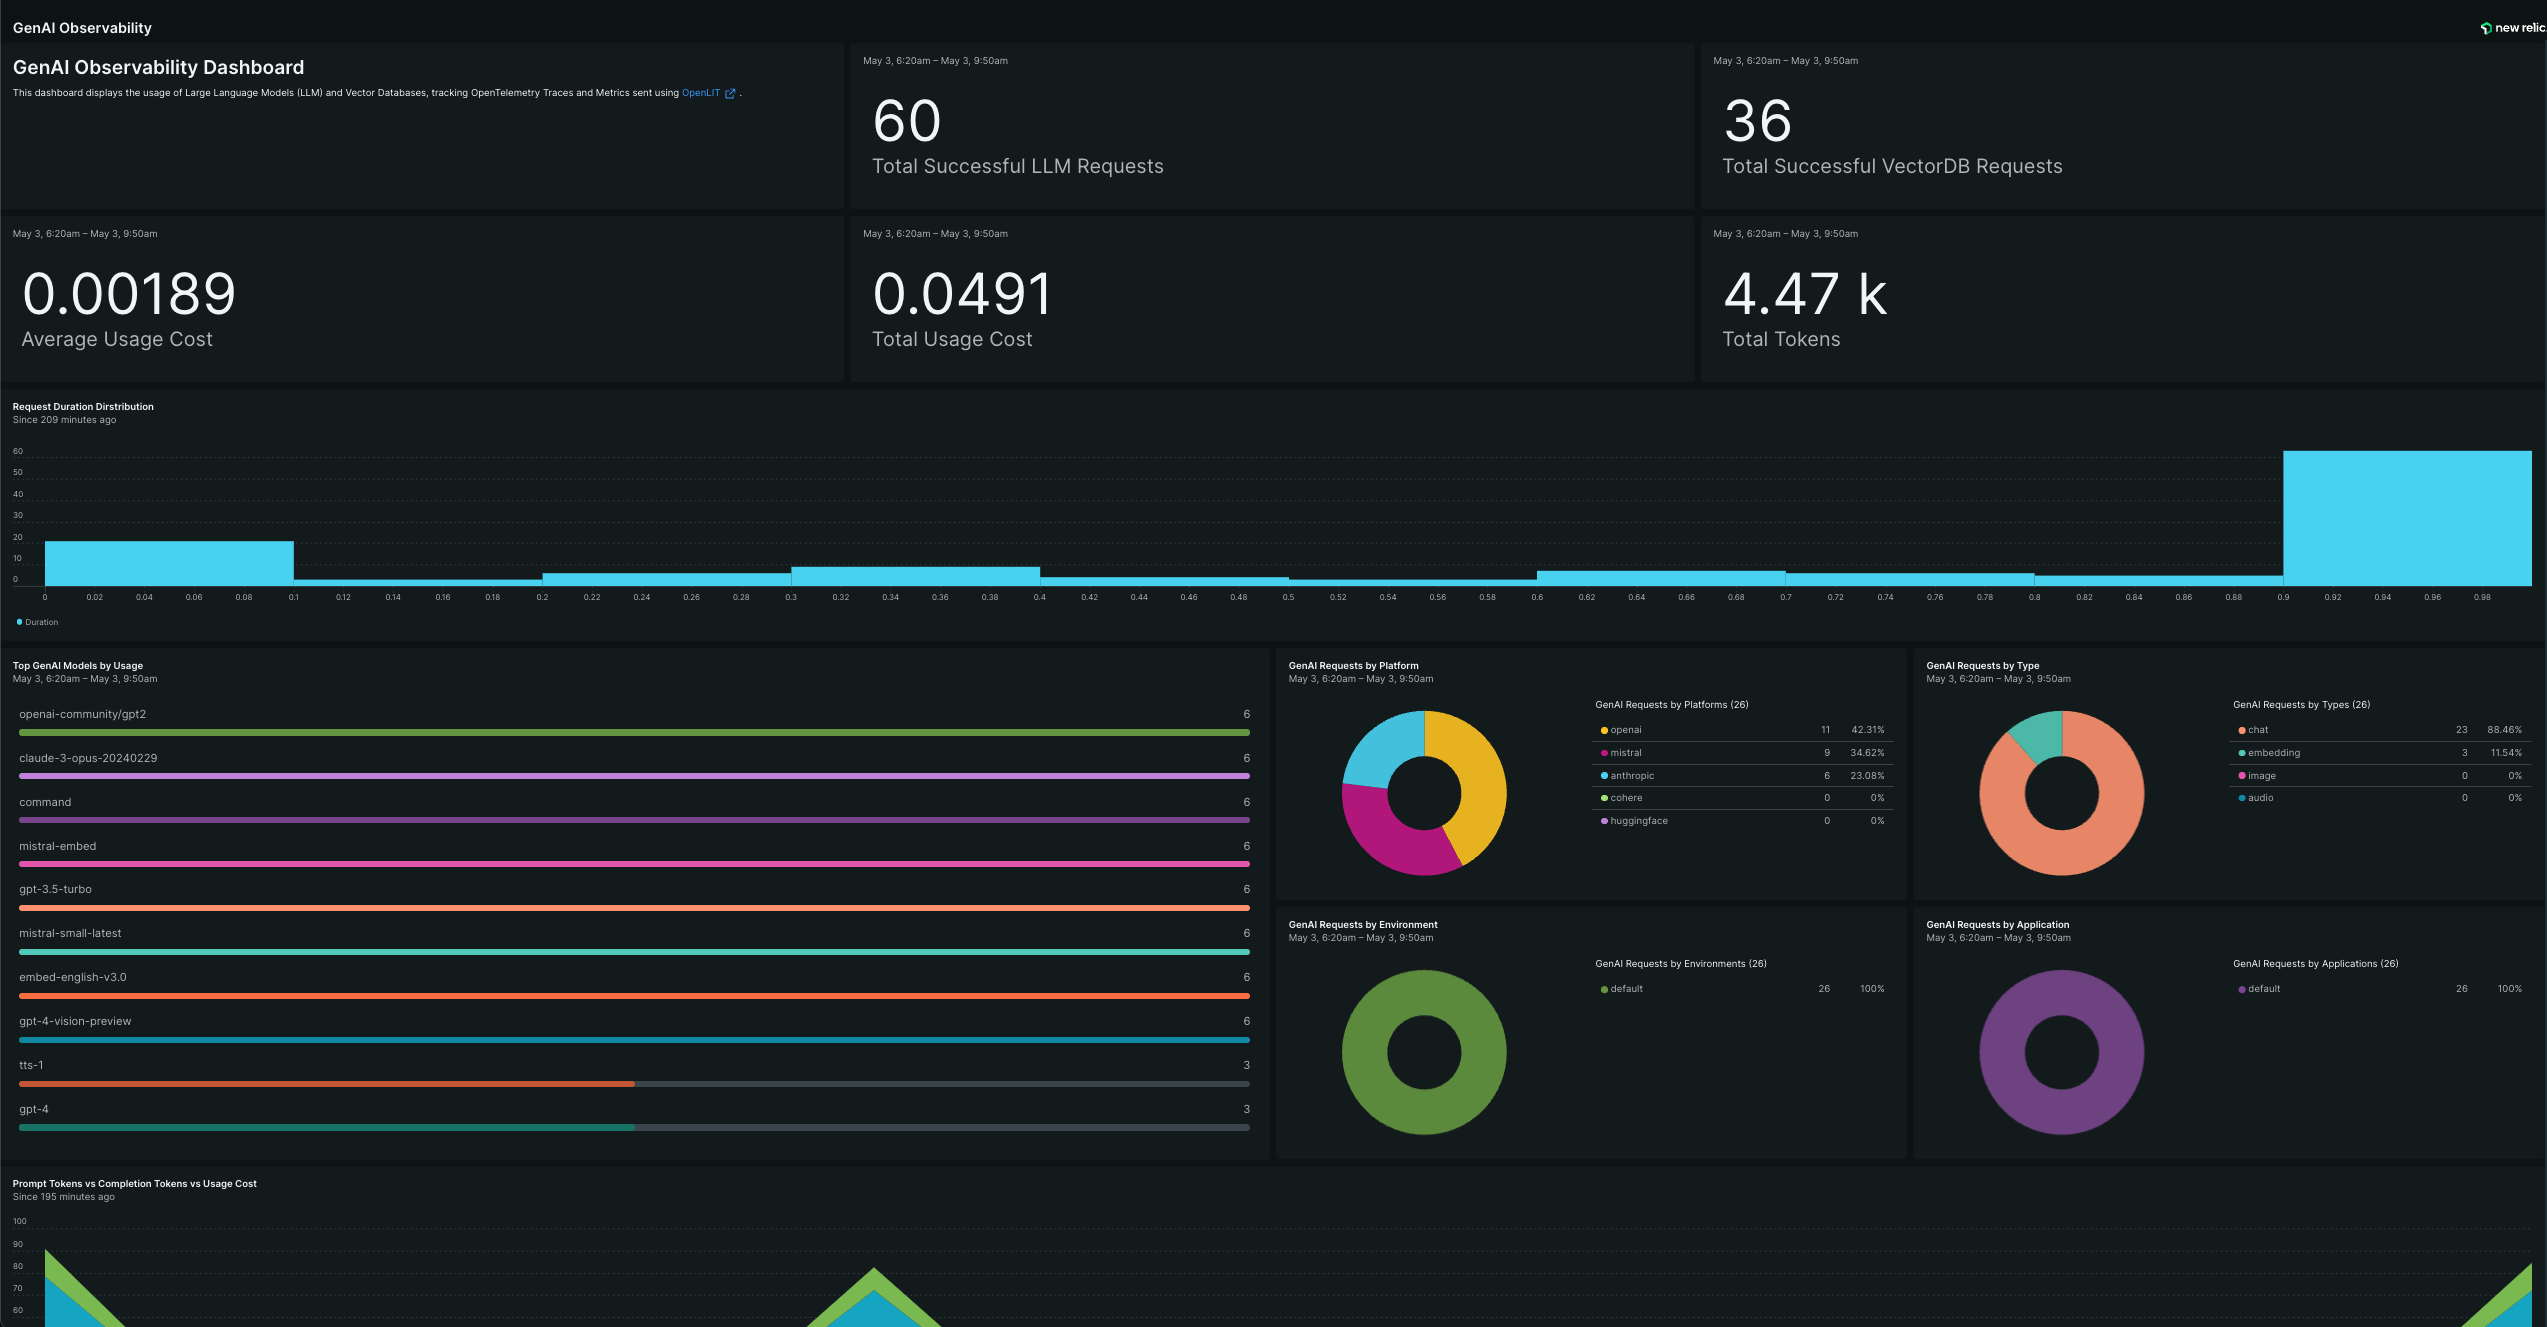 GenAI Observability
new relic.
GenAI Observability Dashboard
This dashboard displays the usage of Large Language Models (LLM) and Vector Databases, tracking OpenTelemetry Traces and Metrics sent using OpenLIT .
May 3, 6:20am – May 3, 9:50am
60
Total Successful LLM Requests
May 3, 6:20am – May 3, 9:50am
36
Total Successful VectorDB Requests
May 3, 6:20am – May 3, 9:50am
0.00189
Average Usage Cost
May 3, 6:20am – May 3, 9:50am
0.0491
Total Usage Cost
May 3, 6:20am – May 3, 9:50am
4.47 k
Total Tokens
Request Duration Dirstribution
Since 209 minutes ago
60
50
40
30
20
10
0
0 0.02 0.04 0.06 0.08 0.1 0.12 0.14 0.16 0.18 0.2 0.22 0.24 0.26 0.28 0.3 0.32 0.34 0.36 0.38 0.4 0.42 0.44 0.46 0.48 0.5 0.52 0.54 0.56 0.58 0.6 0.62 0.64 0.66 0.68 0.7 0.72 0.74 0.76 0.78 0.8 0.82 0.84 0.86 0.88 0.9 0.92 0.94 0.96 0.98
Duration
Top GenAI Models by Usage
May 3, 6:20am – May 3, 9:50am
openai-community/gpt2 6
claude-3-opus-20240229 6
command 6
mistral-embed 6
gpt-3.5-turbo 6
mistral-small-latest 6
embed-english-v3.0 6
gpt-4-vision-preview 6
tts-1 3
gpt-4 3
GenAI Requests by Platform
May 3, 6:20am – May 3, 9:50am
GenAI Requests by Platforms (26)
openai 11 42.31%
mistral 9 34.62%
anthropic 6 23.08%
cohere 0 0%
huggingface 0 0%
GenAI Requests by Type
May 3, 6:20am – May 3, 9:50am
GenAI Requests by Types (26)
chat 23 88.46%
embedding 3 11.54%
image 0 0%
audio 0 0%
GenAI Requests by Environment
May 3, 6:20am – May 3, 9:50am
GenAI Requests by Environments (26)
default 26 100%
GenAI Requests by Application
May 3, 6:20am – May 3, 9:50am
GenAI Requests by Applications (26)
default 26 100%
Prompt Tokens vs Completion Tokens vs Usage Cost
Since 195 minutes ago
100
90
80
70
60